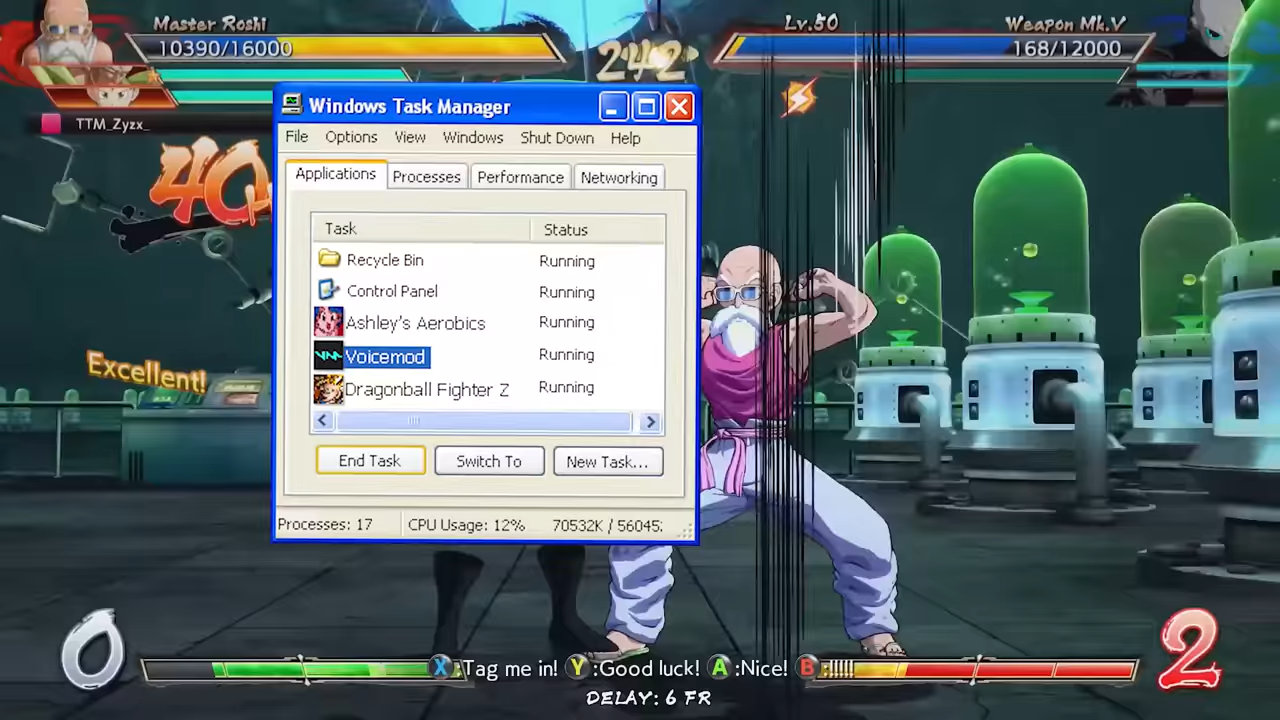 Master Roshi
10390/16000
242
Lv.50
Weapon Mk.V
168/12000
TTM_Zyzx_
40
Excellent!
Windows Task Manager
File Options View Windows Shut Down Help
Applications Processes Performance Networking
Task Status
Recycle Bin Running
Control Panel Running
Ashley's Aerobics Running
Voicemod Running
Dragonball Fighter Z Running
End Task Switch To New Task...
Processes: 17 CPU Usage: 12% 70532K / 56045
0
X :Tag me in! Y :Good luck! A :Nice! B :!!!!!
2
DELAY: 6 FR